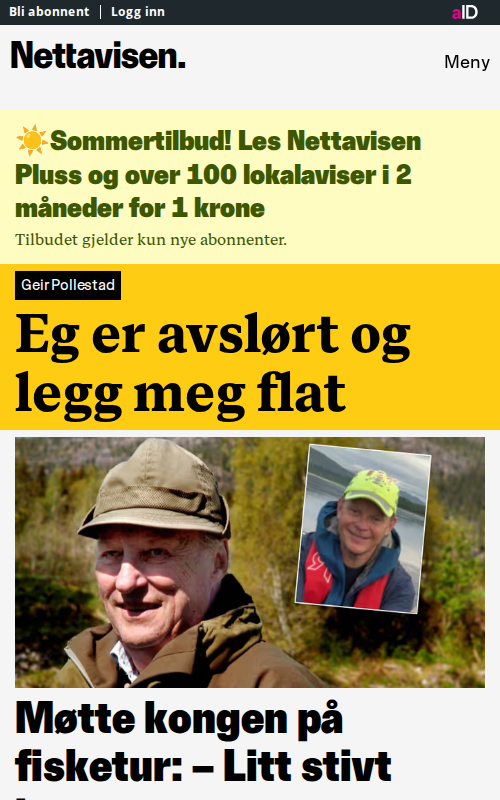 Bli abonnent Logg inn aID
Nettavisen.
Meny
Sommertilbud! Les Nettavisen
Pluss og over 100 lokalaviser i 2
måneder for 1 krone
Tilbudet gjelder kun nye abonnenter.
Geir Pollestad
Eg er avslørt og
legg meg flat
Møtte kongen på
fisketur: – Litt stivt